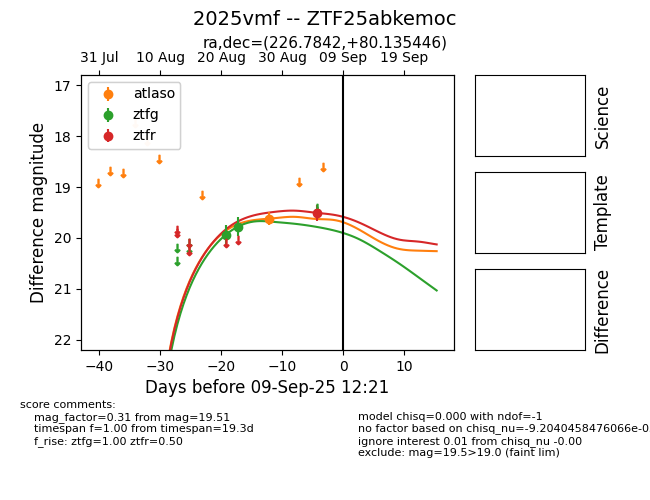 2025vmf -- ZTF25abkemoc
ra,dec=(226.7842,+80.135446)
31 Jul 10 Aug 20 Aug 30 Aug 09 Sep 19 Sep
17
18
19
20
21
22
Difference magnitude
atlaso
ztfg
ztfr
−40 −30 −20 −10 0 10
Days before 09-Sep-25 12:21
Science
Template
Difference
score comments:
mag_factor=0.31 from mag=19.51
timespan f=1.00 from timespan=19.3d
f_rise: ztfg=1.00 ztfr=0.50
model chisq=0.000 with ndof=-1
no factor based on chisq_nu=-9.2040458476066e-0
ignore interest 0.01 from chisq_nu -0.00
exclude: mag=19.5>19.0 (faint lim)